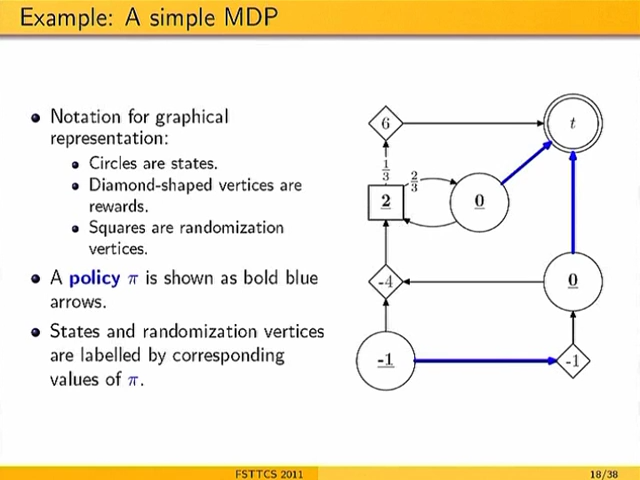 Example: A simple MDP
Notation for graphical
representation:
Circles are states.
Diamond-shaped vertices are
rewards.
Squares are randomization
vertices.
A policy π is shown as bold blue
arrows.
States and randomization vertices
are labelled by corresponding
values of π.
6
t
1/3
2/3
2
0
-4
0
-1
-1
FSTTCS 2011
18/38